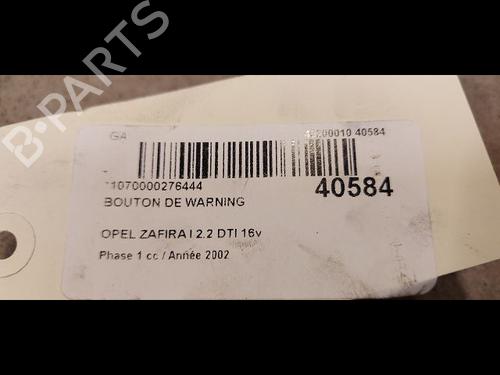 B-PARTS
GA
40584
*1070000276444
40584
BOUTON DE WARNING
OPEL ZAFIRA I 2.2 DTI 16v
Phase 1 cc / Année 2002